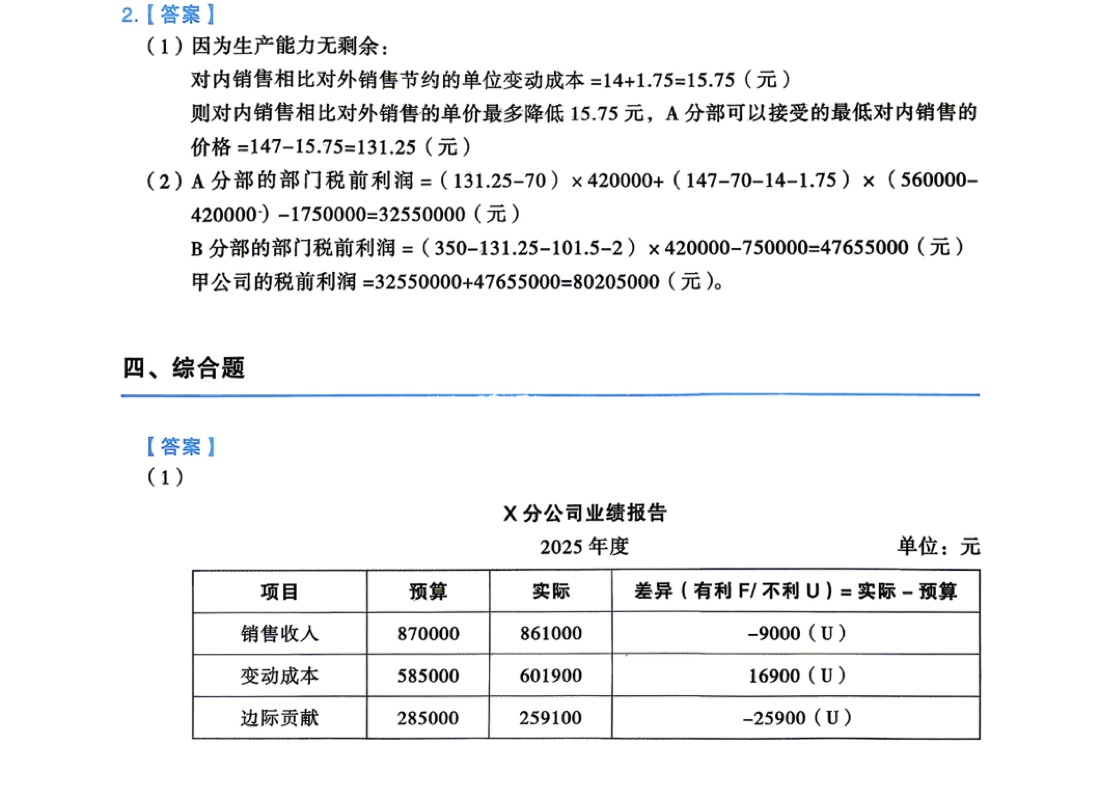 2.【答案】
（1）因为生产能力无剩余：
对内销售相比对外销售节约的单位变动成本 =14+1.75=15.75（元）
则对内销售相比对外销售的单价最多降低 15.75 元，A 分部可以接受的最低对内销售的
价格 =147-15.75=131.25（元）
（2）A 分部的部门税前利润 =（131.25-70）×420000+（147-70-14-1.75）×（560000-
420000）-1750000=32550000（元）
B 分部的部门税前利润 =（350-131.25-101.5-2）×420000-750000=47655000（元）
甲公司的税前利润 =32550000+47655000=80205000（元）。
四、综合题
【答案】
（1）
X 分公司业绩报告
2025 年度 单位：元
项目 预算 实际 差异（有利 F/ 不利 U）= 实际 - 预算
销售收入 870000 861000 -9000（U）
变动成本 585000 601900 16900（U）
边际贡献 285000 259100 -25900（U）